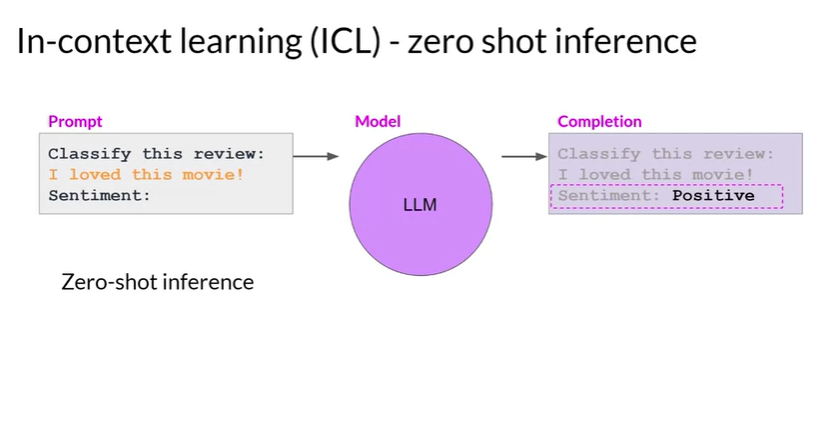 In-context learning (ICL) - zero shot inference
Prompt
Classify this review:
I loved this movie!
Sentiment:
Model
LLM
Completion
Classify this review:
I loved this movie!
Sentiment: Positive
Zero-shot inference